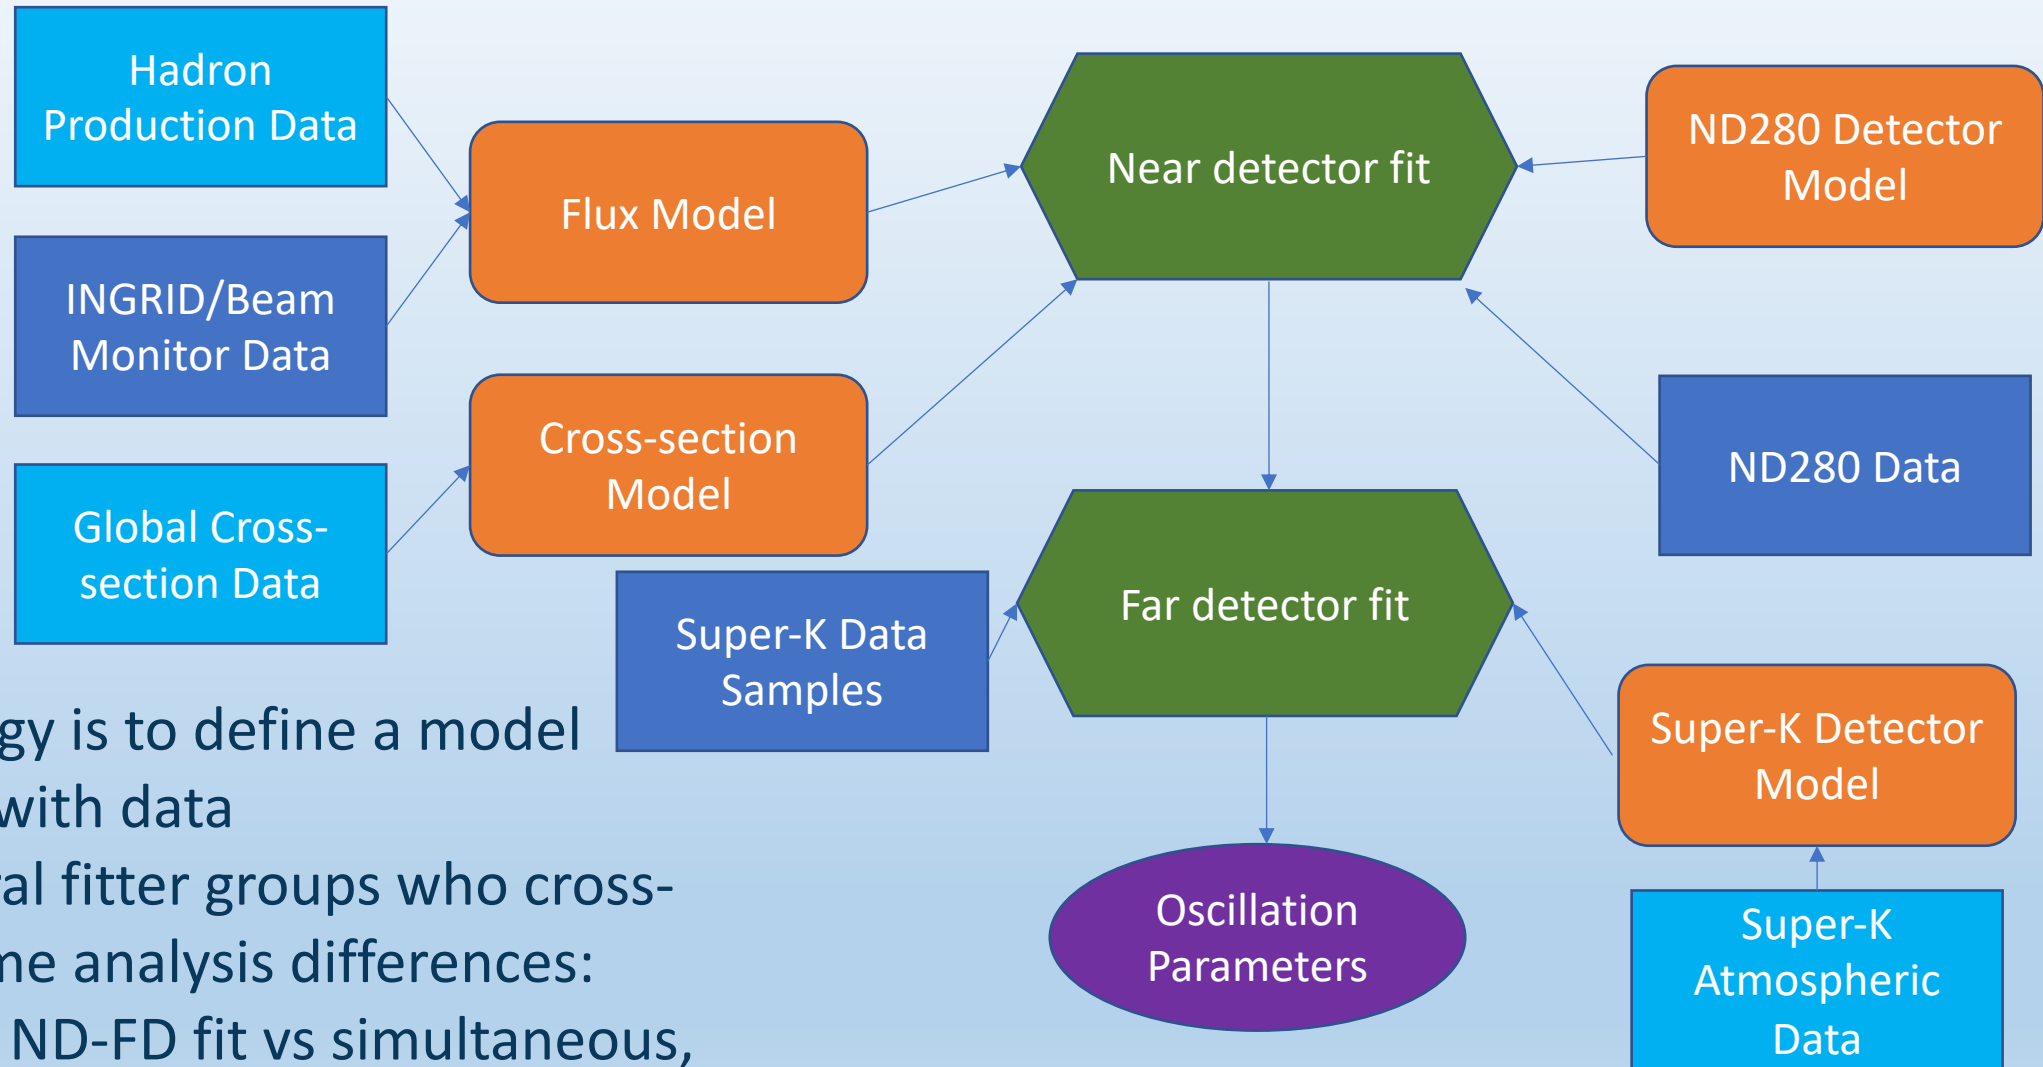 Hadron
Production Data
INGRID/Beam
Monitor Data
Global Cross-
section Data
Flux Model
Cross-section
Model
Near detector fit
ND280 Detector
Model
ND280 Data
Super-K Data
Samples
Far detector fit
Super-K Detector
Model
Oscillation
Parameters
Super-K
Atmospheric
Data
gy is to define a model
with data
al fitter groups who cross-
me analysis differences:
ND-FD fit vs simultaneous,